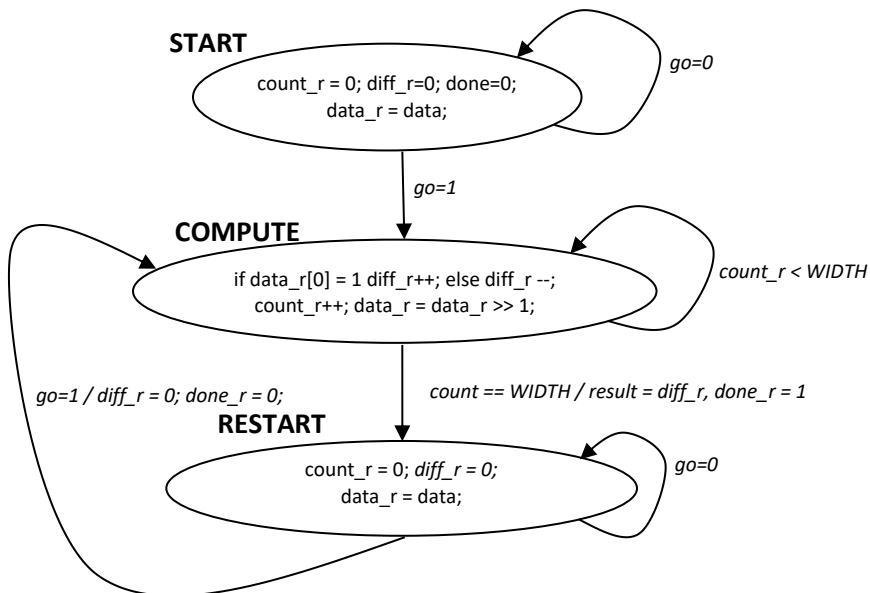 START
go=0
count_r = 0; diff_r=0; done=0;
data_r = data;
go=1
COMPUTE
if data_r[0] = 1 diff_r++; else diff_r --;
count_r++; data_r = data_r >> 1;
count_r < WIDTH
go=1 / diff_r = 0; done_r = 0;
count == WIDTH / result = diff_r, done_r = 1
RESTART
count_r = 0; diff_r = 0;
data_r = data;
go=0